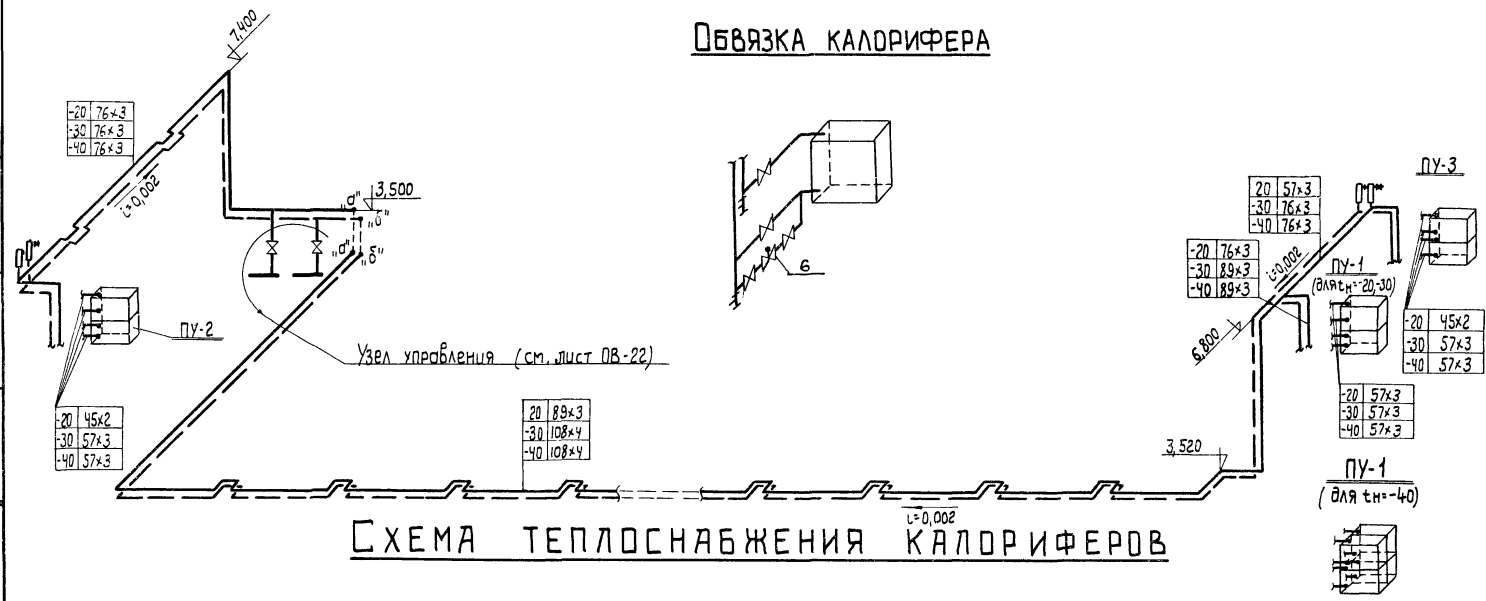 Обвязка калорифера
7,400
-20 76×3
-30 76×3
-40 76×3
i=0,002
"а"
3,500
"б"
"а"
"б"
ПУ-2
Узел управления (см. лист ОВ-22)
-20 45×2
-30 57×3
-40 57×3
20 89×3
-30 108×4
-40 108×4
6
i=0,002
3,520
6,800
-20 76×3
-30 89×3
-40 89×3
20 57×3
-30 76×3
-40 76×3
i=0,002
ПУ-3
ПУ-1
(для tн=-20,-30)
-20 45×2
-30 57×3
-40 57×3
-20 57×3
-30 57×3
-40 57×3
ПУ-1
(для tн=-40)
Схема теплоснабжения калориферов